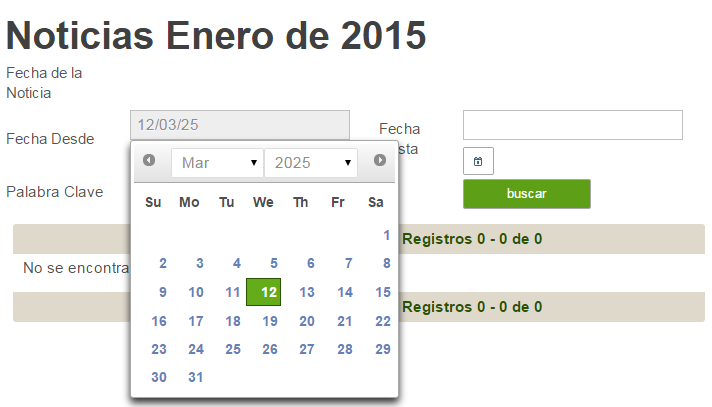 Noticias Enero de 2015
Fecha de la
Noticia
Fecha Desde
12/03/25
Fecha
sta
Mar 2025
Su Mo Tu We Th Fr Sa
1
2 3 4 5 6 7 8
9 10 11 12 13 14 15
16 17 18 19 20 21 22
23 24 25 26 27 28 29
30 31
Palabra Clave
buscar
Registros 0 - 0 de 0
No se encontra
Registros 0 - 0 de 0